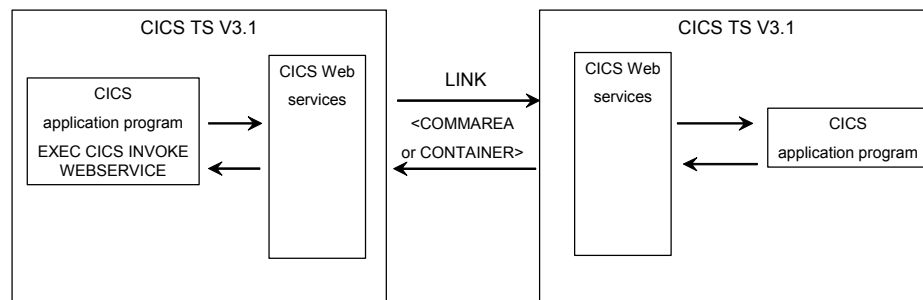 CICS TS V3.1
CICS
application program
EXEC CICS INVOKE
WEBSERVICE
CICS Web
services
LINK
<COMMAREA
or CONTAINER>
CICS TS V3.1
CICS Web
services
CICS
application program